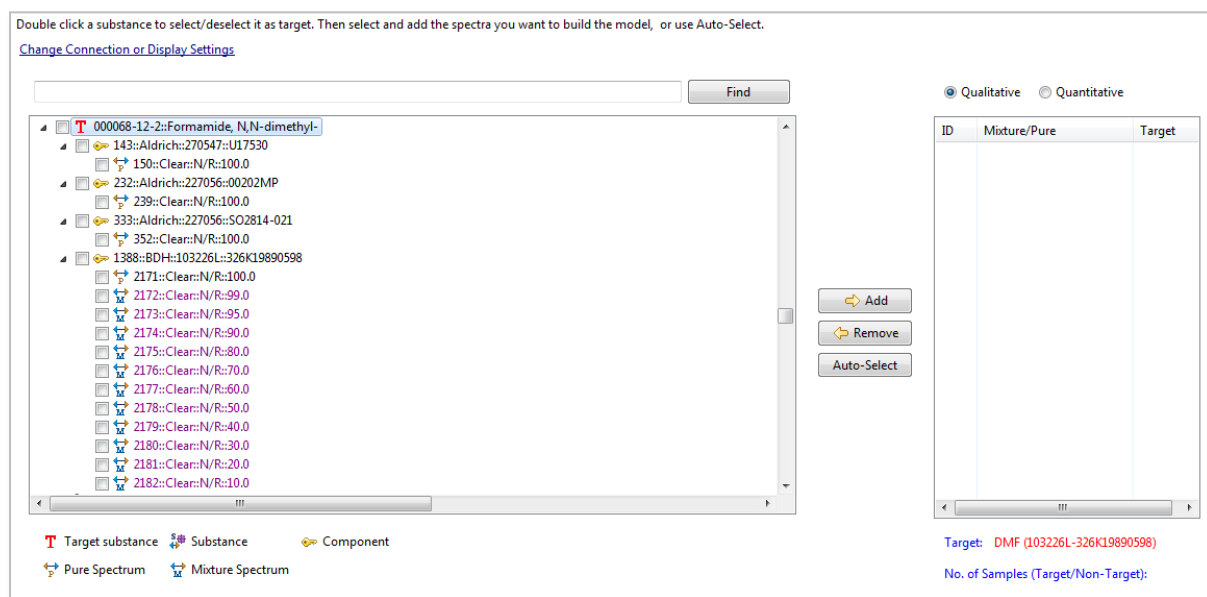 Double click a substance to select/deselect it as target. Then select and add the spectra you want to build the model, or use Auto-Select.
Change Connection or Display Settings
Find
Qualitative Quantitative
T 000068-12-2::Formamide, N,N-dimethyl-
143::Aldrich::270547::U17530
P 150::Clear::N/R::100.0
232::Aldrich::227056::00202MP
P 239::Clear::N/R::100.0
333::Aldrich::227056::SO2814-021
P 352::Clear::N/R::100.0
1388::BDH::103226L::326K19890598
P 2171::Clear::N/R::100.0
M 2172::Clear::N/R::99.0
M 2173::Clear::N/R::95.0
M 2174::Clear::N/R::90.0
M 2175::Clear::N/R::80.0
M 2176::Clear::N/R::70.0
M 2177::Clear::N/R::60.0
M 2178::Clear::N/R::50.0
M 2179::Clear::N/R::40.0
M 2180::Clear::N/R::30.0
M 2181::Clear::N/R::20.0
M 2182::Clear::N/R::10.0
Add
Remove
Auto-Select
ID Mixture/Pure Target
T Target substance S Substance Component
P Pure Spectrum M Mixture Spectrum
Target: DMF (103226L-326K19890598)
No. of Samples (Target/Non-Target):